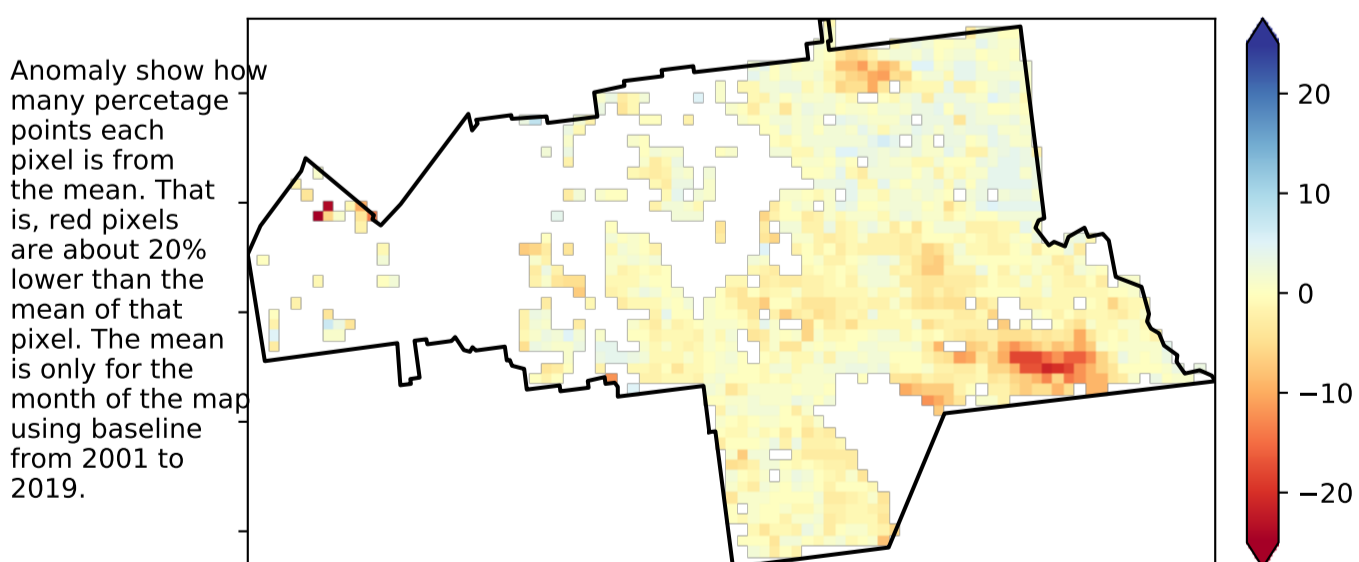 Anomaly show how
many percetage
points each
pixel is from
the mean. That
is, red pixels
are about 20%
lower than the
mean of that
pixel. The mean
is only for the
month of the map
using baseline
from 2001 to
2019.
20
10
0
−10
−20